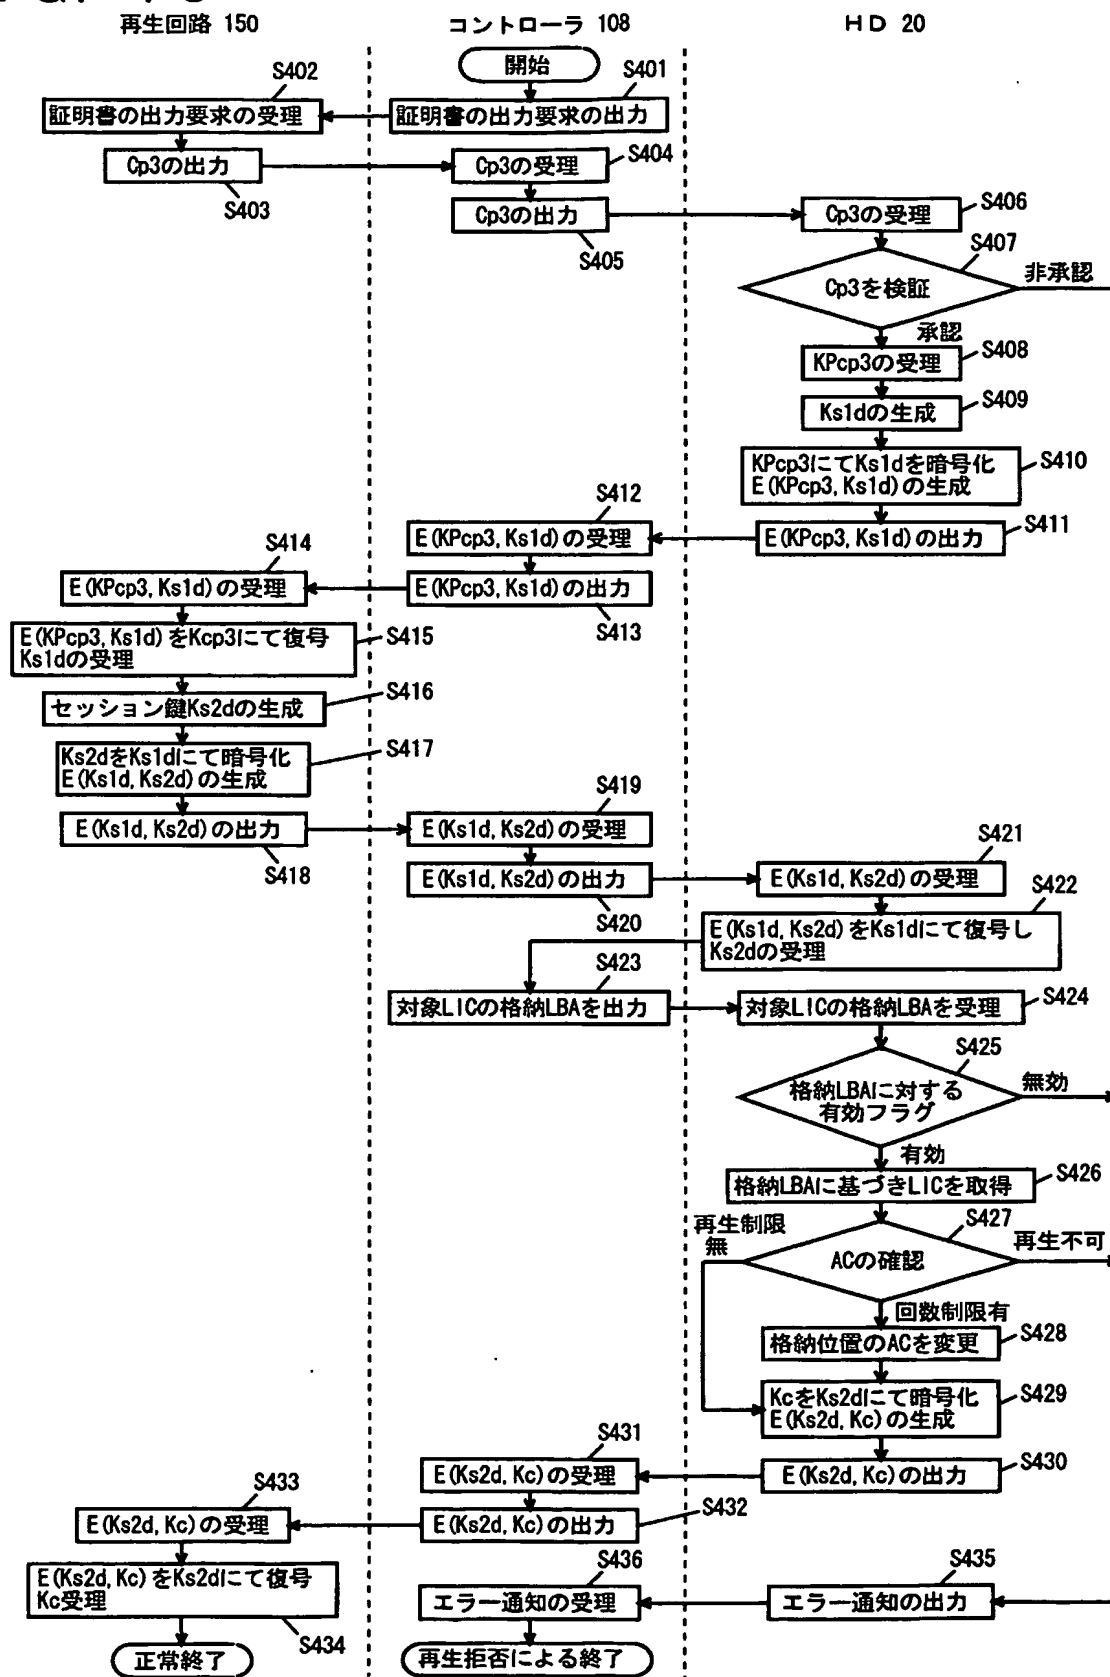 再生回路 150
コントローラ 108
HD 20
開始
S401
証明書の出力要求の出力
S402
証明書の出力要求の受理
Cp3の出力
S403
Cp3の受理
S404
Cp3の出力
S405
Cp3の受理
S406
S407
Cp3を検証
非承認
承認
KPcp3の受理
S408
Ks1dの生成
S409
KPcp3にてKs1dを暗号化
E(KPcp3, Ks1d)の生成
S410
E(KPcp3, Ks1d)の出力
S411
S412
E(KPcp3, Ks1d)の受理
E(KPcp3, Ks1d)の出力
S413
S414
E(KPcp3, Ks1d)の受理
E(KPcp3, Ks1d)をKcp3にて復号
Ks1dの受理
S415
セッション鍵Ks2dの生成
S416
Ks2dをKs1dにて暗号化
E(Ks1d, Ks2d)の生成
S417
E(Ks1d, Ks2d)の出力
S418
S419
E(Ks1d, Ks2d)の受理
E(Ks1d, Ks2d)の出力
S420
S421
E(Ks1d, Ks2d)の受理
S422
E(Ks1d, Ks2d)をKs1dにて復号し
Ks2dの受理
S423
対象LICの格納LBAを出力
対象LICの格納LBAを受理
S424
S425
格納LBAに対する
有効フラグ
無効
有効
格納LBAに基づきLICを取得
S426
再生制限
無
S427
ACの確認
再生不可
回数制限有
格納位置のACを変更
S428
KcをKs2dにて暗号化
E(Ks2d, Kc)の生成
S429
E(Ks2d, Kc)の出力
S430
S431
E(Ks2d, Kc)の受理
E(Ks2d, Kc)の出力
S432
S433
E(Ks2d, Kc)の受理
E(Ks2d, Kc)をKs2dにて復号
Kc受理
S434
正常終了
S435
エラー通知の出力
S436
エラー通知の受理
再生拒否による終了